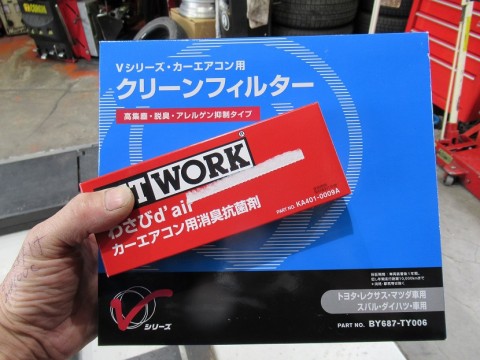 Vシリーズ・カーエアコン用
クリーンフィルター
高集塵・脱臭・アレルゲン抑制タイプ
TWORK®
わさびd'air
カーエアコン用消臭抗菌剤
PART NO. KA401-0009A
トヨタ・レクサス・マツダ車用
スバル・ダイハツ・車用
PART NO. BY687-TY006
V
シリーズ